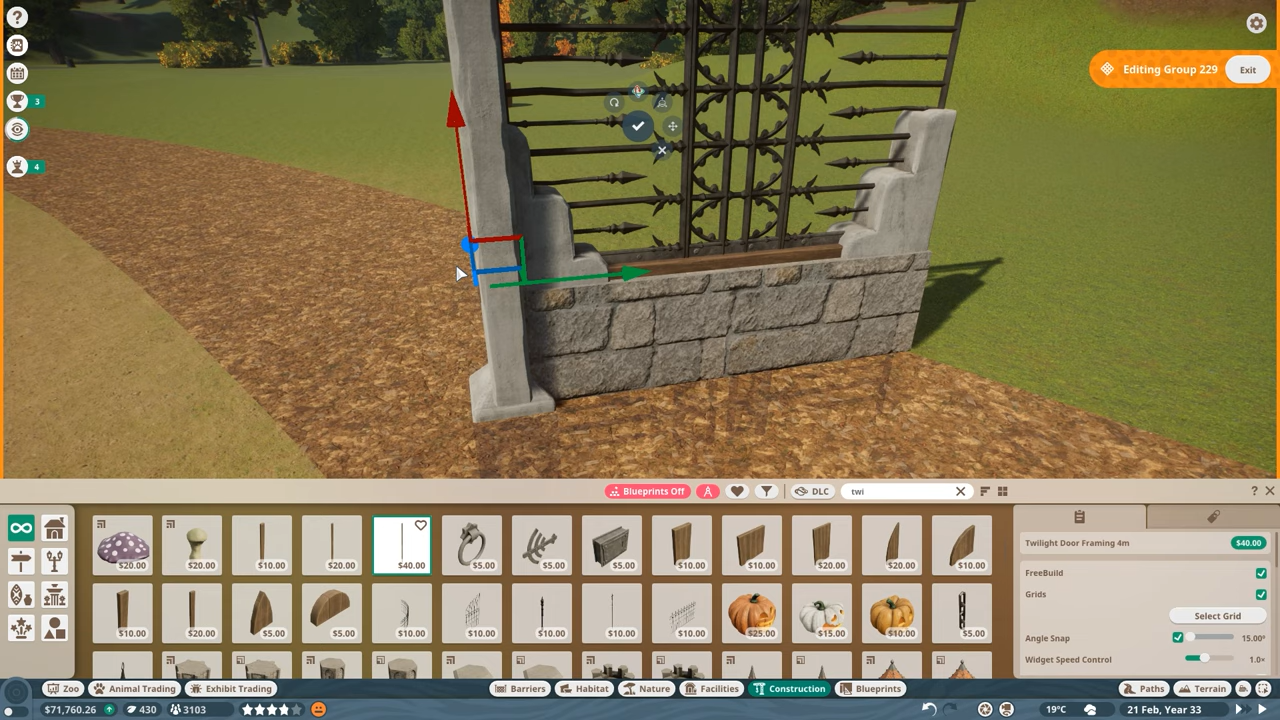 ?
Editing Group 229
Exit
3
4
Blueprints Off
DLC
twi
?
$20.00
$20.00
$10.00
$20.00
$40.00
$5.00
$5.00
$5.00
$10.00
$10.00
$20.00
$20.00
$10.00
$10.00
$20.00
$5.00
$5.00
$10.00
$10.00
$10.00
$10.00
$10.00
$25.00
$15.00
$10.00
$5.00
Twilight Door Framing 4m
$40.00
FreeBuild
Grids
Select Grid
Angle Snap
15.00°
Widget Speed Control
1.0×
Zoo
Animal Trading
Exhibit Trading
Barriers
Habitat
Nature
Facilities
Construction
Blueprints
Paths
Terrain
$71,760.26
430
3103
19°C
21 Feb, Year 33